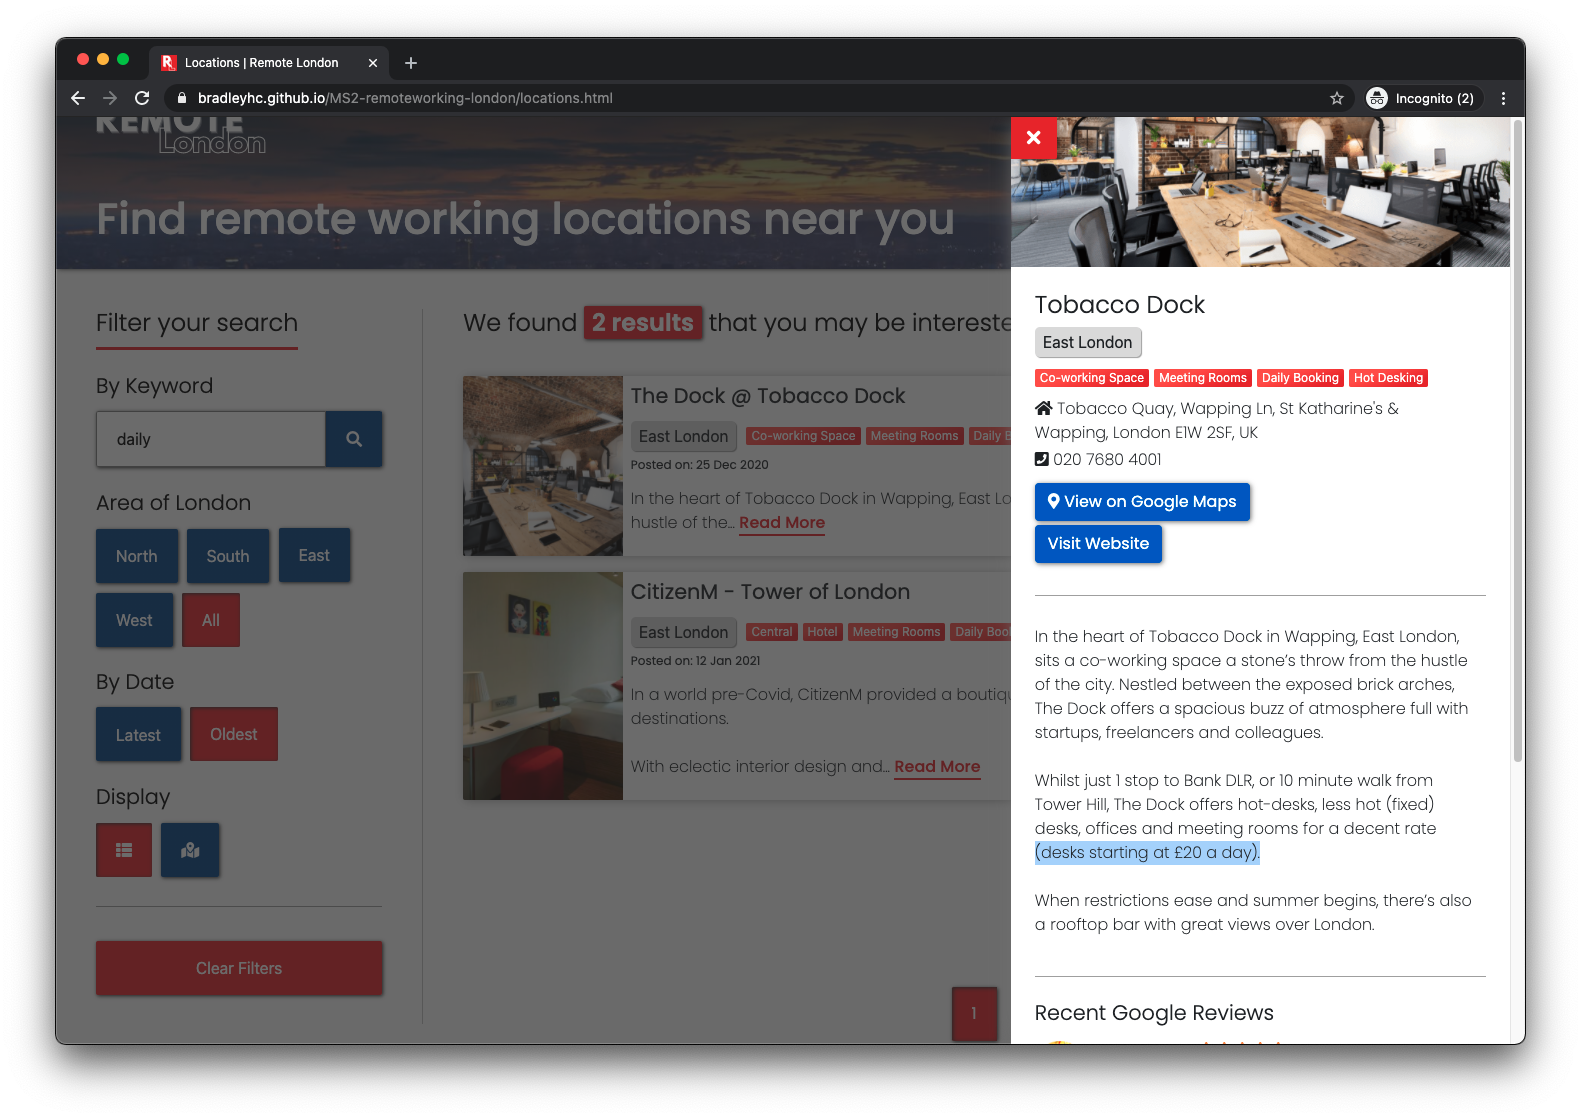 Locations | Remote London
bradleyhc.github.io/MS2-remoteworking-london/locations.html
Incognito (2)
REMOTE
London
Find remote working locations near you
Filter your search
By Keyword
daily
Area of London
North
South
East
West
All
By Date
Latest
Oldest
Display
Clear Filters
We found 2 results that you may be intereste
The Dock @ Tobacco Dock
East London Co-working Space Meeting Rooms Daily B
Posted on: 25 Dec 2020
In the heart of Tobacco Dock in Wapping, East Lo
hustle of the... Read More
CitizenM - Tower of London
East London Central Hotel Meeting Rooms Daily Boo
Posted on: 12 Jan 2021
In a world pre-Covid, CitizenM provided a boutiq
destinations.
With eclectic interior design and... Read More
1
Tobacco Dock
East London
Co-working Space Meeting Rooms Daily Booking Hot Desking
Tobacco Quay, Wapping Ln, St Katharine's &
Wapping, London E1W 2SF, UK
020 7680 4001
View on Google Maps
Visit Website
In the heart of Tobacco Dock in Wapping, East London,
sits a co-working space a stone's throw from the hustle
of the city. Nestled between the exposed brick arches,
The Dock offers a spacious buzz of atmosphere full with
startups, freelancers and colleagues.
Whilst just 1 stop to Bank DLR, or 10 minute walk from
Tower Hill, The Dock offers hot-desks, less hot (fixed)
desks, offices and meeting rooms for a decent rate
(desks starting at £20 a day).
When restrictions ease and summer begins, there's also
a rooftop bar with great views over London.
Recent Google Reviews